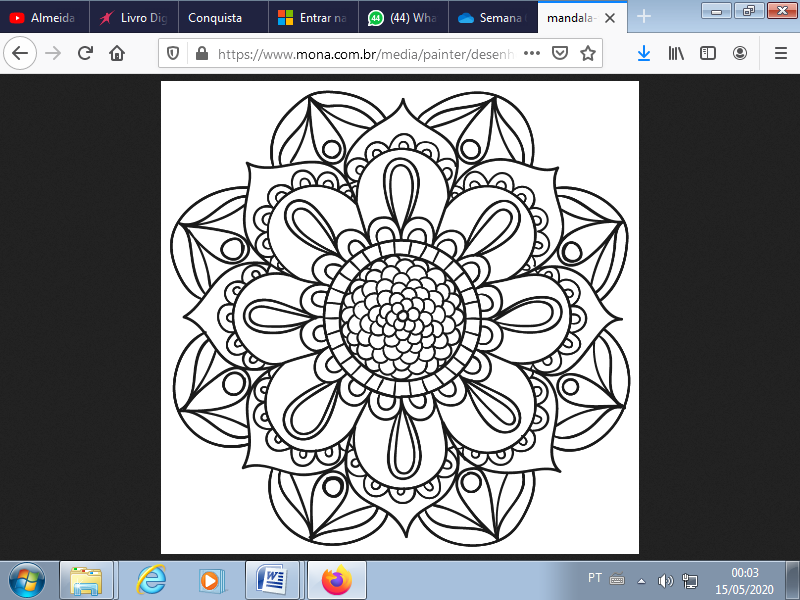 Almeida
Livro Dig
Conquista
Entrar na
44
(44) Wha
Semana
mandala-
https://www.mona.com.br/media/painter/desenh
PT
00:03
15/05/2020